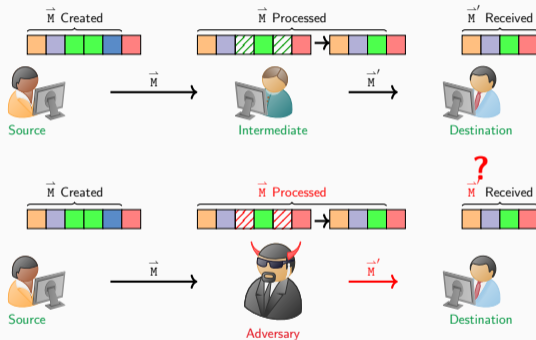 M⃗ Created
M⃗ Processed
M⃗′ Received
M⃗
M⃗′
Source
Intermediate
Destination
?
M⃗ Created
M⃗ Processed
M⃗′ Received
M⃗
M⃗′
Source
Adversary
Destination